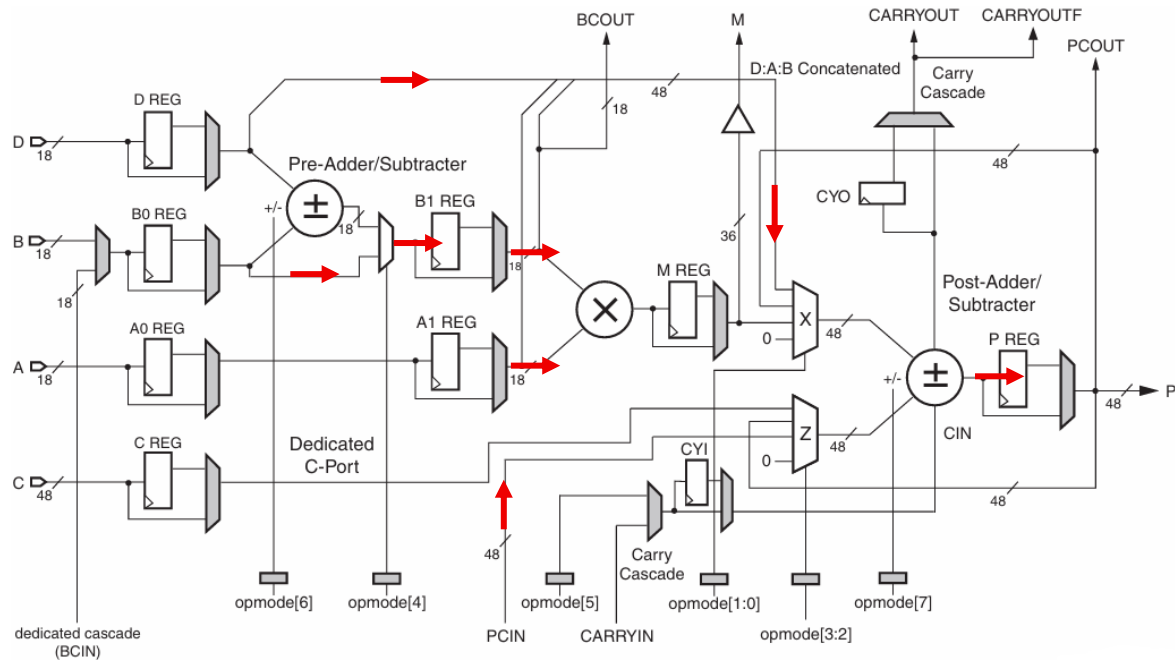 BCOUT
M
CARRYOUT
CARRYOUTF
PCOUT
D:A:B Concatenated
Carry
Cascade
D REG
18
48
D
18
Pre-Adder/Subtracter
48
+/-
±
18
CYO
B0 REG
B1 REG
B
18
18
36
M REG
Post-Adder/
Subtracter
18
×
X
48
0
A0 REG
A1 REG
P REG
A
18
18
+/-
±
48
P
C REG
Dedicated
C-Port
Z
48
CIN
0
CYI
C
48
48
48
Carry
Cascade
opmode[6]
opmode[4]
opmode[5]
opmode[1:0]
opmode[7]
dedicated cascade
(BCIN)
PCIN
CARRYIN
opmode[3:2]